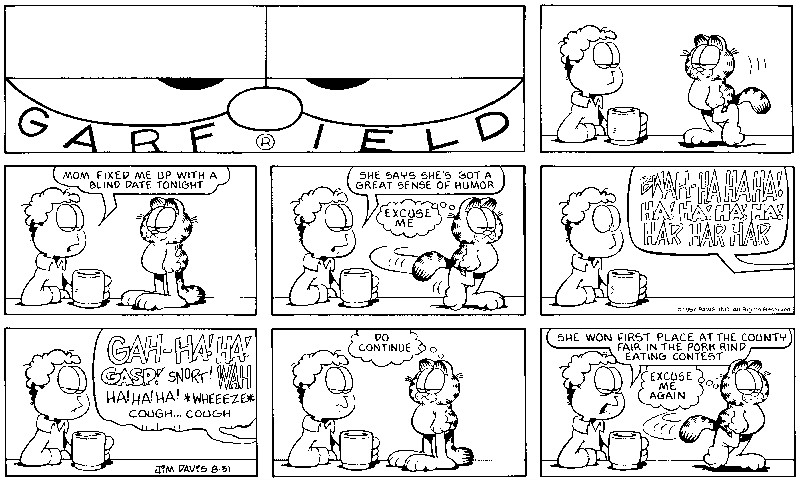 GARFIELD
®
MOM FIXED ME UP WITH A
BLIND DATE TONIGHT
SHE SAYS SHE'S GOT A
GREAT SENSE OF HUMOR
EXCUSE
ME
BWAH-HA HA HA!
HA! HA! HA! HA!
HAR HAR HAR
GAH-HA! HA!
GASP! SNORT! WAH
HA! HA! HA! *WHEEEZE*
COUGH... COUGH
JIM DAVIS 8-31
DO
CONTINUE
SHE WON FIRST PLACE AT THE COUNTY
FAIR IN THE PORK RIND
EATING CONTEST
EXCUSE
ME
AGAIN